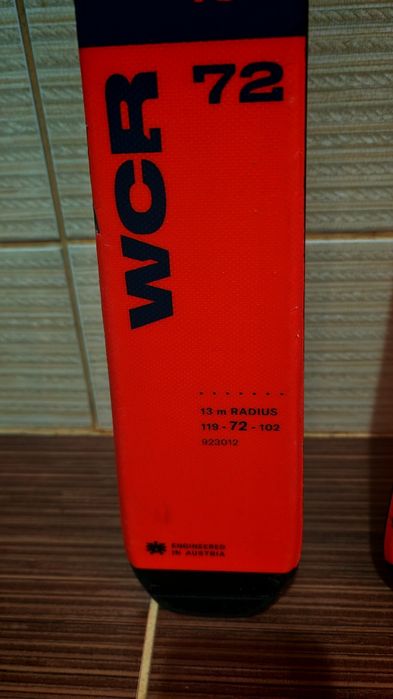 72
WCR
13 m RADIUS
119 - 72 - 102
923012
ENGINEERED
IN AUSTRIA